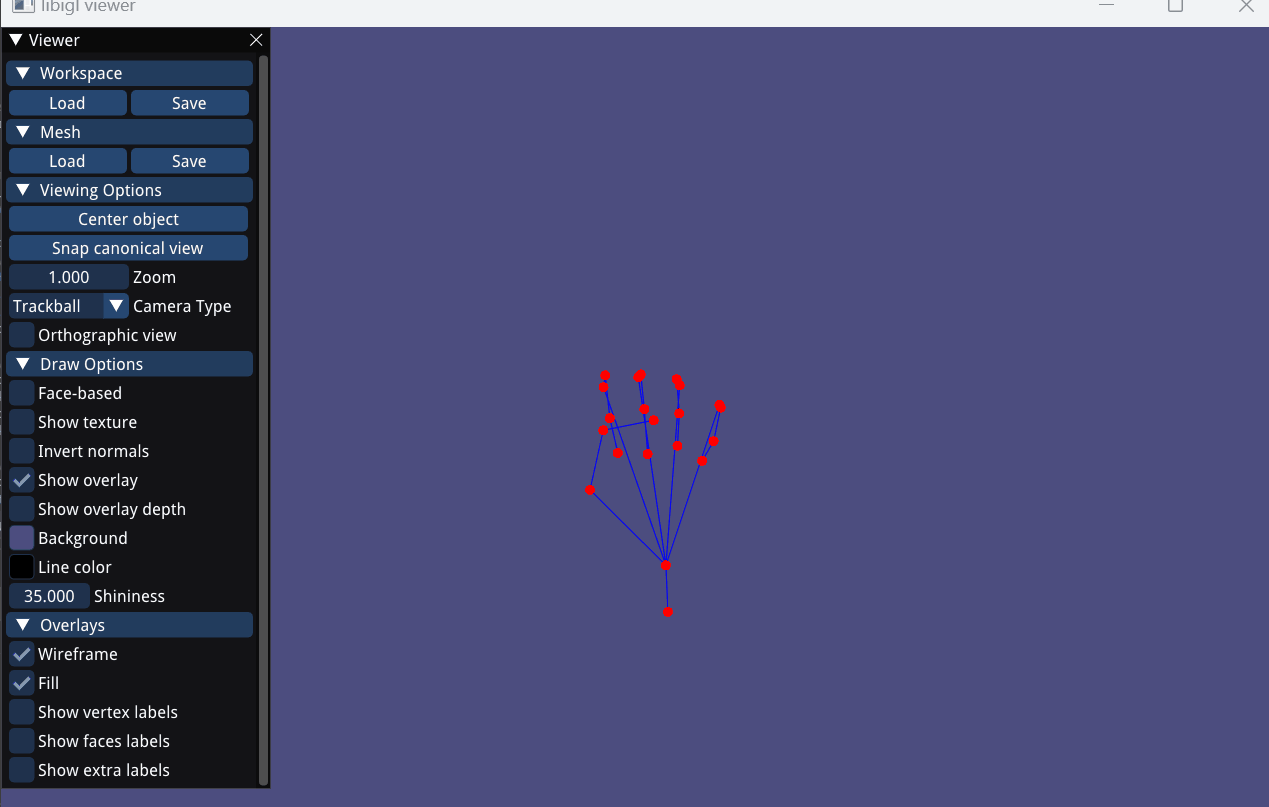 libigl viewer
Viewer
Workspace
Load Save
Mesh
Load Save
Viewing Options
Center object
Snap canonical view
1.000 Zoom
Trackball Camera Type
Orthographic view
Draw Options
Face-based
Show texture
Invert normals
Show overlay
Show overlay depth
Background
Line color
35.000 Shininess
Overlays
Wireframe
Fill
Show vertex labels
Show faces labels
Show extra labels